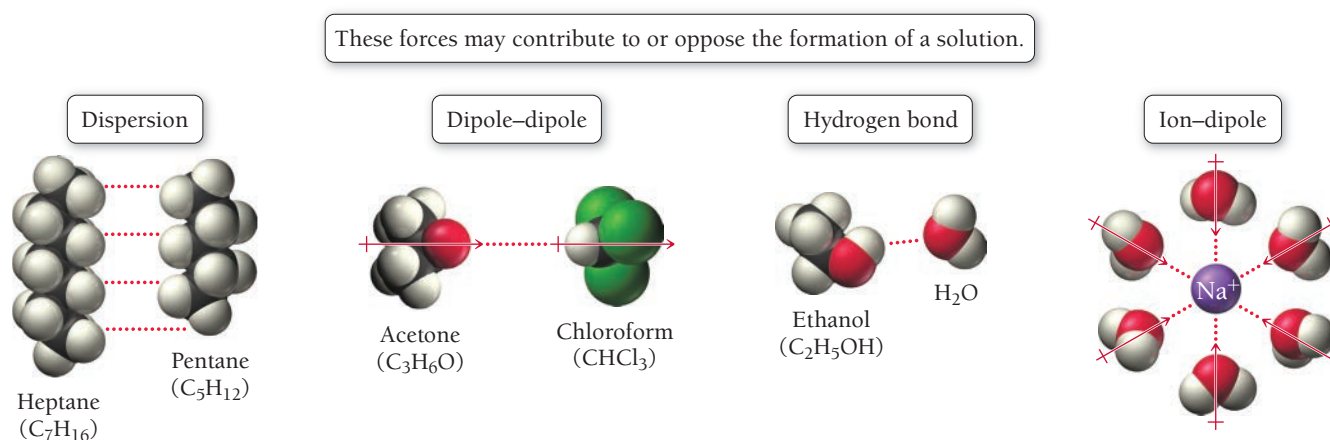 These forces may contribute to or oppose the formation of a solution.
Dispersion
Dipole–dipole
Hydrogen bond
Ion–dipole
Heptane
(C₇H₁₆)
Pentane
(C₅H₁₂)
Acetone
(C₃H₆O)
Chloroform
(CHCl₃)
Ethanol
(C₂H₅OH)
H₂O
Na⁺